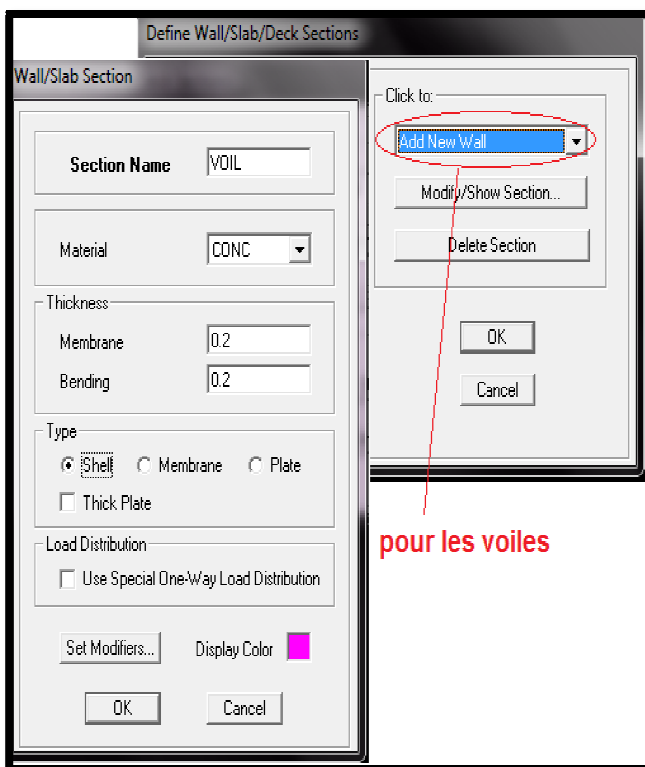 Define Wall/Slab/Deck Sections
Wall/Slab Section
Section Name
VOIL
Material
CONC
Thickness
Membrane
0.2
Bending
0.2
Type
Shell
Membrane
Plate
Thick Plate
Load Distribution
Use Special One-Way Load Distribution
Set Modifiers...
Display Color
OK
Cancel
Click to:
Add New Wall
Modify/Show Section...
Delete Section
OK
Cancel
pour les voiles